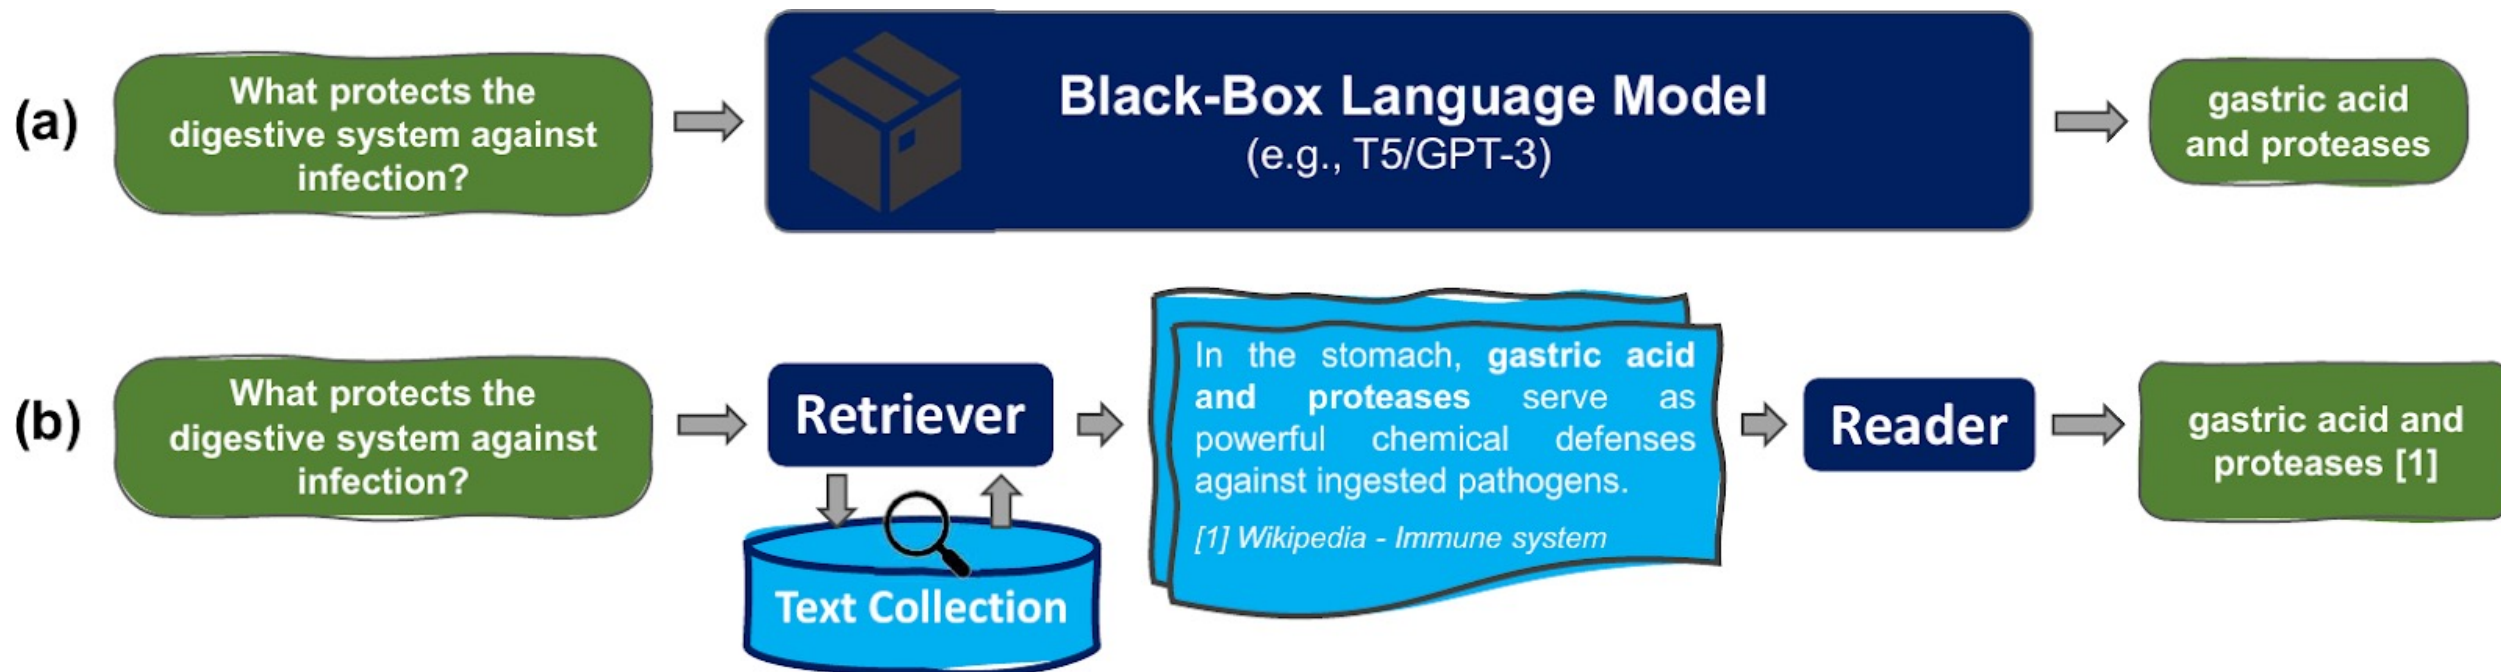 (a)
What protects the
digestive system against
infection?
Black-Box Language Model
(e.g., T5/GPT-3)
gastric acid
and proteases
(b)
What protects the
digestive system against
infection?
Retriever
Text Collection
In the stomach, gastric acid
and proteases serve as
powerful chemical defenses
against ingested pathogens.
[1] Wikipedia - Immune system
Reader
gastric acid and
proteases [1]